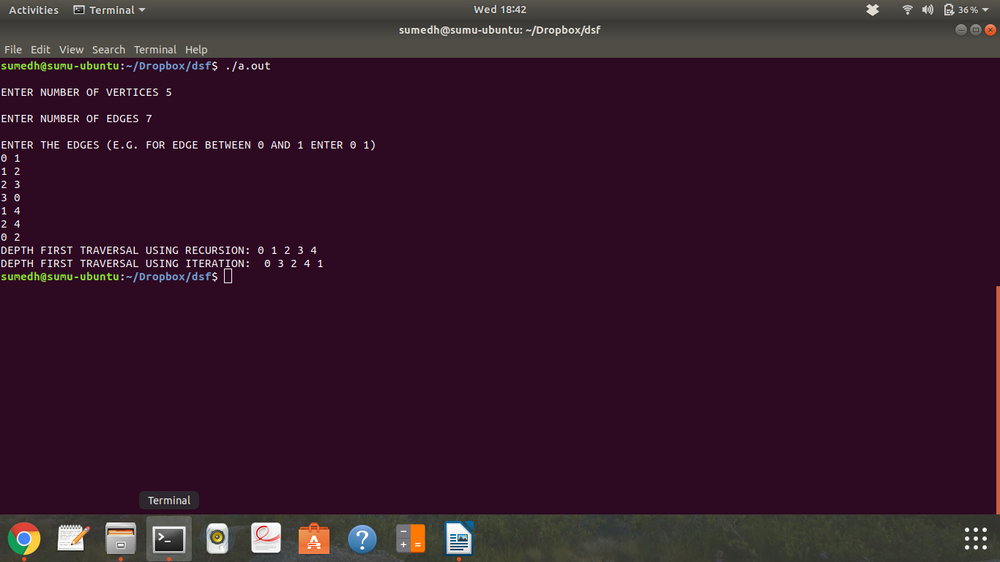 Activities Terminal Wed 18:42 36%
sumedh@sumu-ubuntu: ~/Dropbox/dsf
File Edit View Search Terminal Help
sumedh@sumu-ubuntu:~/Dropbox/dsf$ ./a.out
ENTER NUMBER OF VERTICES 5
ENTER NUMBER OF EDGES 7
ENTER THE EDGES (E.G. FOR EDGE BETWEEN 0 AND 1 ENTER 0 1)
0 1
1 2
2 3
3 0
1 4
2 4
0 2
DEPTH FIRST TRAVERSAL USING RECURSION: 0 1 2 3 4
DEPTH FIRST TRAVERSAL USING ITERATION:  0 3 2 4 1
sumedh@sumu-ubuntu:~/Dropbox/dsf$
Terminal